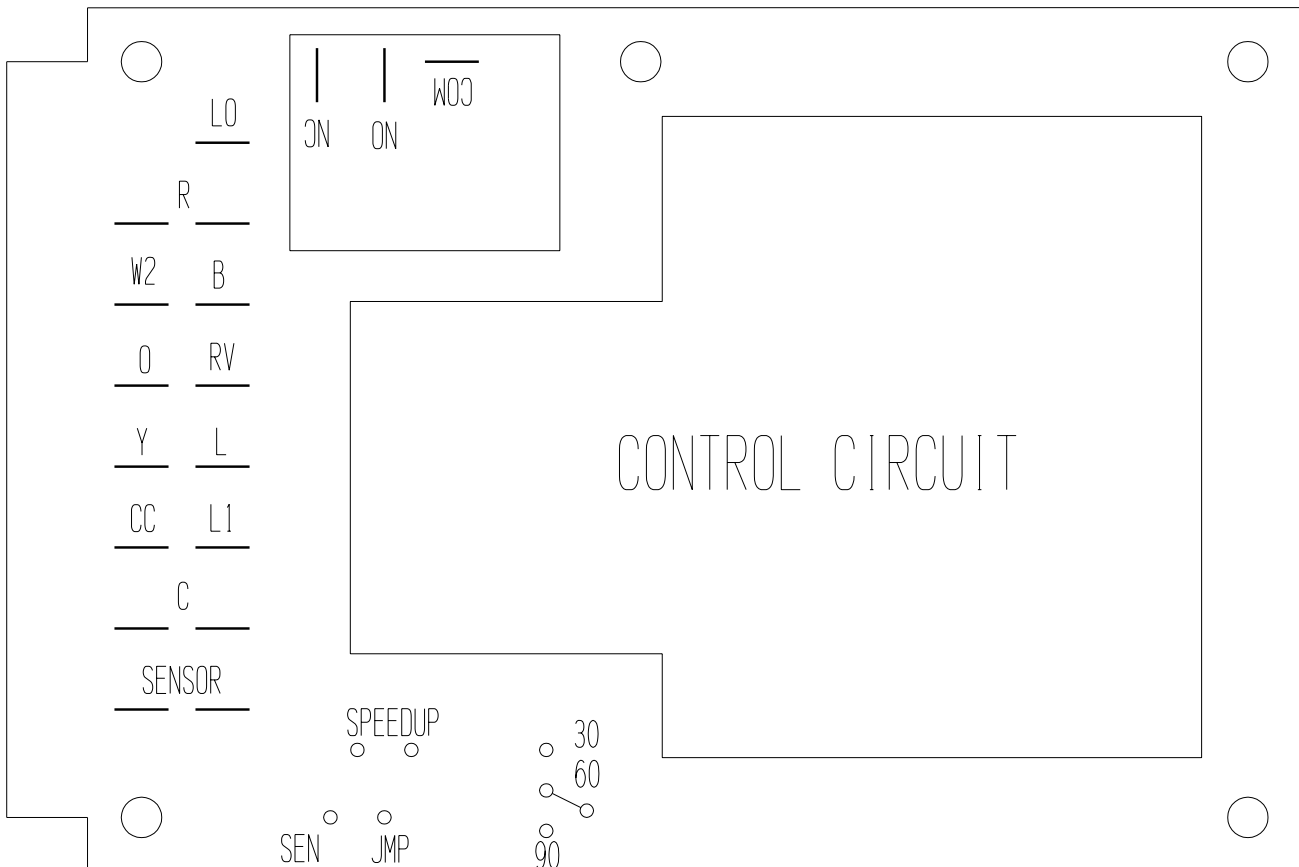 LO
NC NO COM
R
W2 B
O RV
Y L
CC L1
C
SENSOR
CONTROL CIRCUIT
SPEEDUP
30
60
90
SEN JMP